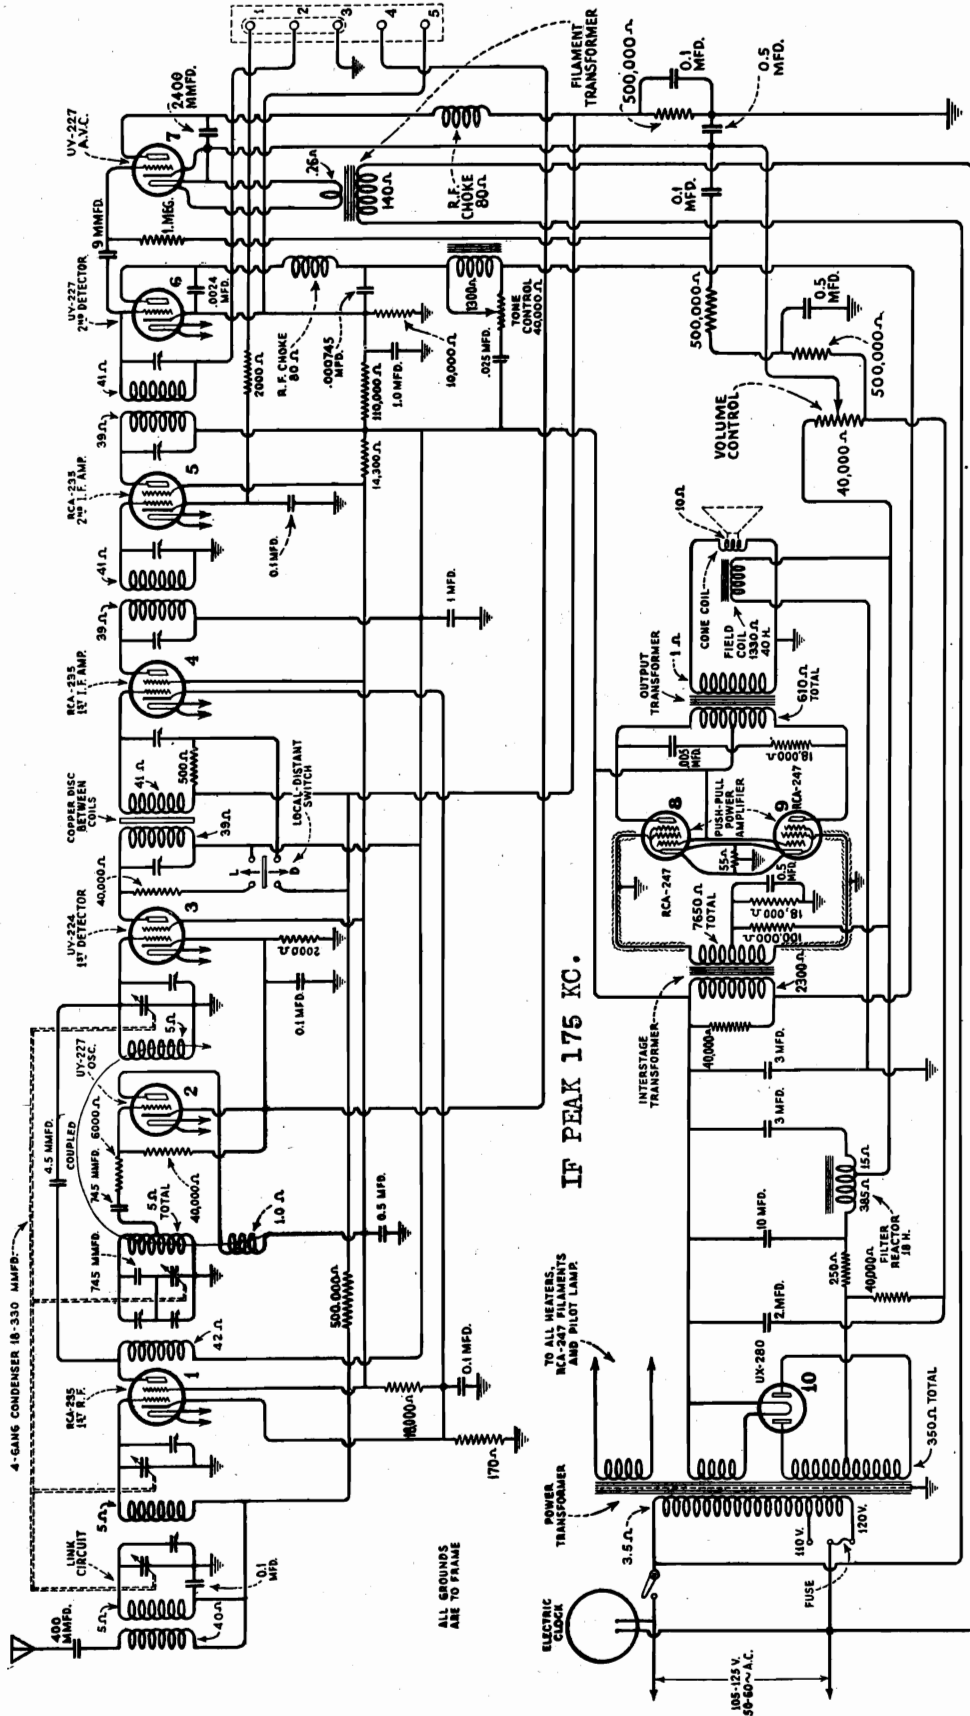 4-GANG CONDENSER 18-330 MMFD.
4.5 MMFD.
COUPLED
400
MMFD.
5Ω
40Ω
LINK
CIRCUIT
0.1
MFD.
5Ω
RCA-235
1ST R.F.
1
42Ω
745 MMFD.
5Ω
TOTAL
745 MMFD.
6000Ω
40,000Ω
1.0Ω
UY-227
OSC.
2
5Ω
UY-224
1ST DETECTOR
3
40,000Ω
COPPER DISC
BETWEEN
COILS
39Ω
41Ω
500Ω
L
D
LOCAL-DISTANT
SWITCH
RCA-235
1ST I.F. AMP.
4
39Ω
41Ω
RCA-235
2ND I.F. AMP.
5
39Ω
41Ω
UY-227
2ND DETECTOR
6
9 MMFD.
1 MEG.
.0024
MFD.
UY-227
A.V.C.
7
2400
MMFD.
1
2
3
4
5
170Ω
0.1 MFD.
500,000Ω
0.5 MFD.
0.1 MFD.
2000Ω
1 MFD.
0.1 MFD.
2000Ω
R.F. CHOKE
80Ω
.000745
MFD.
14,300Ω
110,000Ω
1.0 MFD.
10,000Ω
1300Ω
.025 MFD.
TONE
CONTROL
40,000Ω
.26Ω
140Ω
FILAMENT
TRANSFORMER
R.F.
CHOKE
80Ω
500,000Ω
0.1
MFD.
0.5
MFD.
0.1
MFD.
ALL GROUNDS
ARE TO FRAME
IF PEAK 175 KC.
500,000Ω
0.5
MFD.
500,000Ω
VOLUME
CONTROL
40,000Ω
ELECTRIC
CLOCK
105-125 V.
50-60~A.C.
3.5Ω
110 V.
120V.
FUSE
POWER
TRANSFORMER
TO ALL HEATERS,
RCA-247 FILAMENTS
AND PILOT LAMP.
UX-280
10
350Ω TOTAL
2 MFD.
10 MFD.
250Ω
40,000Ω
385Ω
15Ω
FILTER
REACTOR
18 H.
3 MFD.
3 MFD.
INTERSTAGE
TRANSFORMER
40,000Ω
2300Ω
7650Ω
TOTAL
100,000Ω
18,000Ω
0.5
MFD.
55Ω
RCA-247
8
PUSH-PULL
POWER
AMPLIFIER
9
RCA-247
.005
MFD.
18,000Ω
OUTPUT
TRANSFORMER
1Ω
610Ω
TOTAL
CONE COIL
10Ω
FIELD
COIL
1330Ω
40 H.